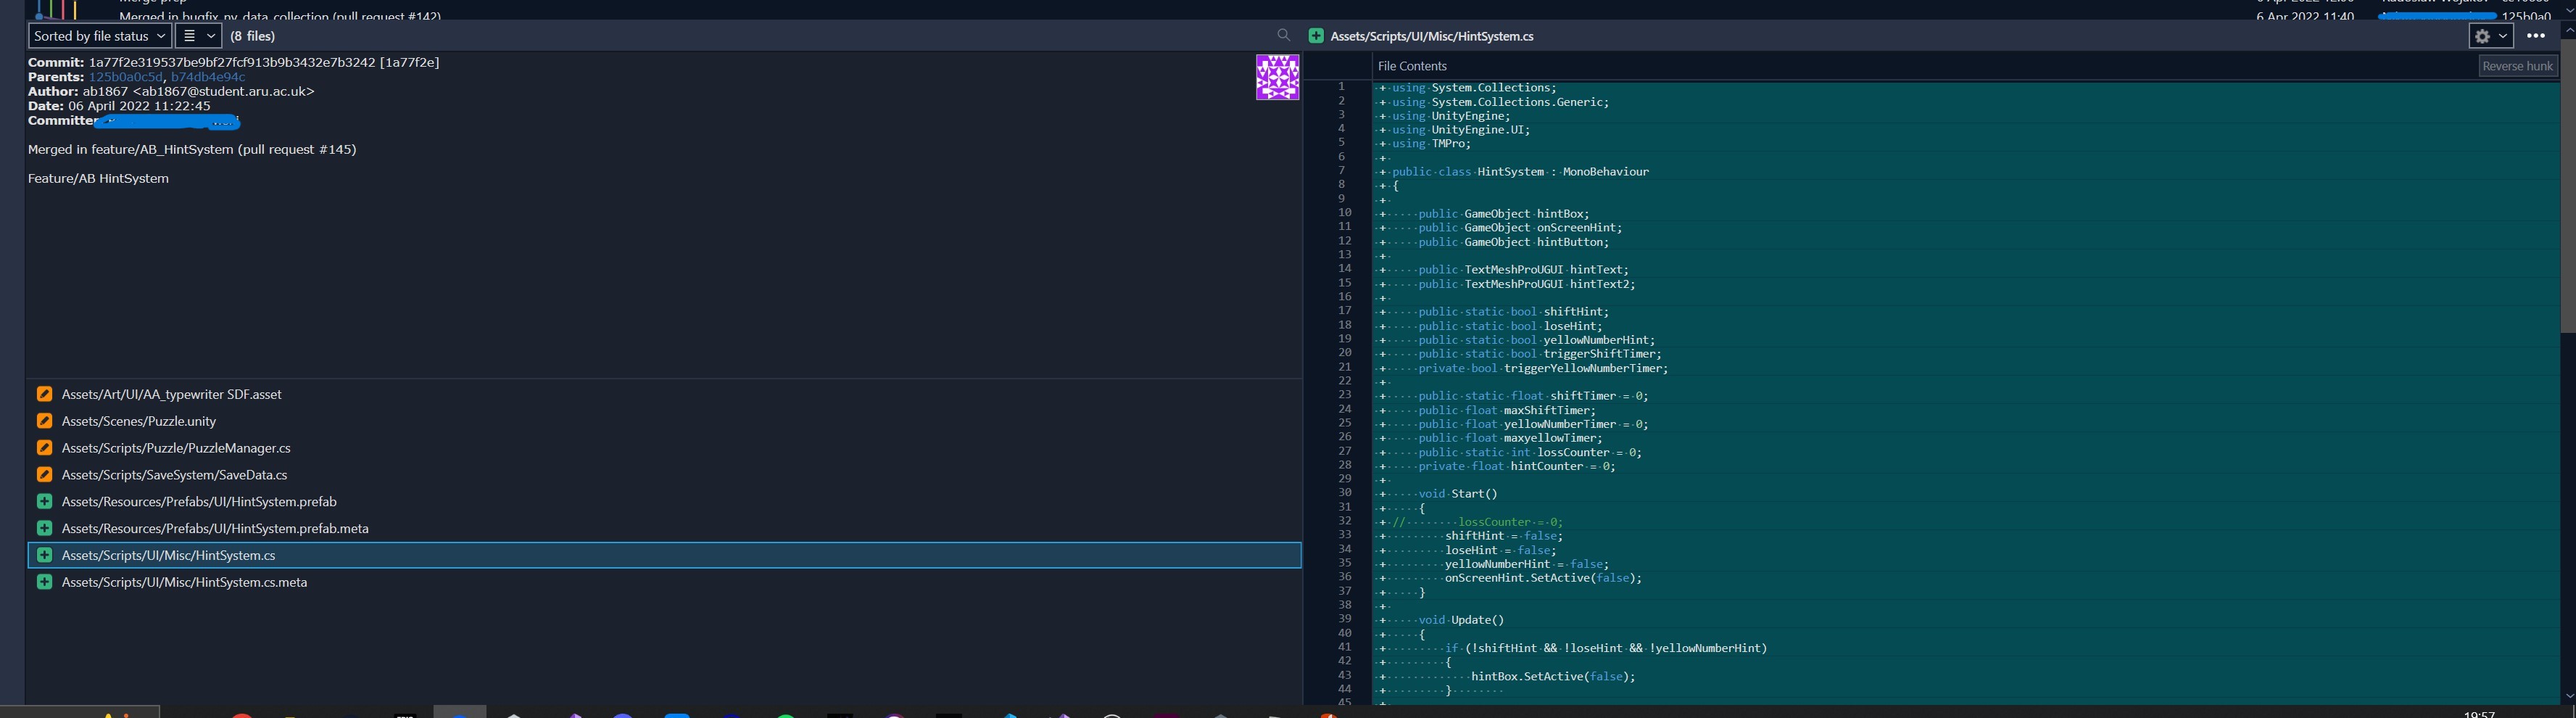 Merged in bugfix_ny_data_collection (pull request #142)
6 Apr 2022 11:40 125b0a0
Sorted by file status (8 files)
Assets/Scripts/UI/Misc/HintSystem.cs
Commit: 1a77f2e319537be9bf27fcf913b9b3432e7b3242 [1a77f2e]
Parents: 125b0a0c5d, b74db4e94c
Author: ab1867 <ab1867@student.aru.ac.uk>
Date: 06 April 2022 11:22:45
Committer
Merged in feature/AB_HintSystem (pull request #145)
Feature/AB HintSystem
Assets/Art/UI/AA_typewriter SDF.asset
Assets/Scenes/Puzzle.unity
Assets/Scripts/Puzzle/PuzzleManager.cs
Assets/Scripts/SaveSystem/SaveData.cs
Assets/Resources/Prefabs/UI/HintSystem.prefab
Assets/Resources/Prefabs/UI/HintSystem.prefab.meta
Assets/Scripts/UI/Misc/HintSystem.cs
Assets/Scripts/UI/Misc/HintSystem.cs.meta
File Contents
Reverse hunk
1 + using System.Collections;
2 + using System.Collections.Generic;
3 + using UnityEngine;
4 + using UnityEngine.UI;
5 + using TMPro;
6 +
7 + public class HintSystem : MonoBehaviour
8 + {
9 +
10 + public GameObject hintBox;
11 + public GameObject onScreenHint;
12 + public GameObject hintButton;
13 +
14 + public TextMeshProUGUI hintText;
15 + public TextMeshProUGUI hintText2;
16 +
17 + public static bool shiftHint;
18 + public static bool loseHint;
19 + public static bool yellowNumberHint;
20 + public static bool triggerShiftTimer;
21 + private bool triggerYellowNumberTimer;
22 +
23 + public static float shiftTimer = 0;
24 + public float maxShiftTimer;
25 + public float yellowNumberTimer = 0;
26 + public float maxyellowTimer;
27 + public static int lossCounter = 0;
28 + private float hintCounter = 0;
29 +
30 + void Start()
31 + {
32 + // lossCounter = 0;
33 + shiftHint = false;
34 + loseHint = false;
35 + yellowNumberHint = false;
36 + onScreenHint.SetActive(false);
37 + }
38 +
39 + void Update()
40 + {
41 + if (!shiftHint && !loseHint && !yellowNumberHint)
42 + {
43 + hintBox.SetActive(false);
44 + }
45 +
19:57